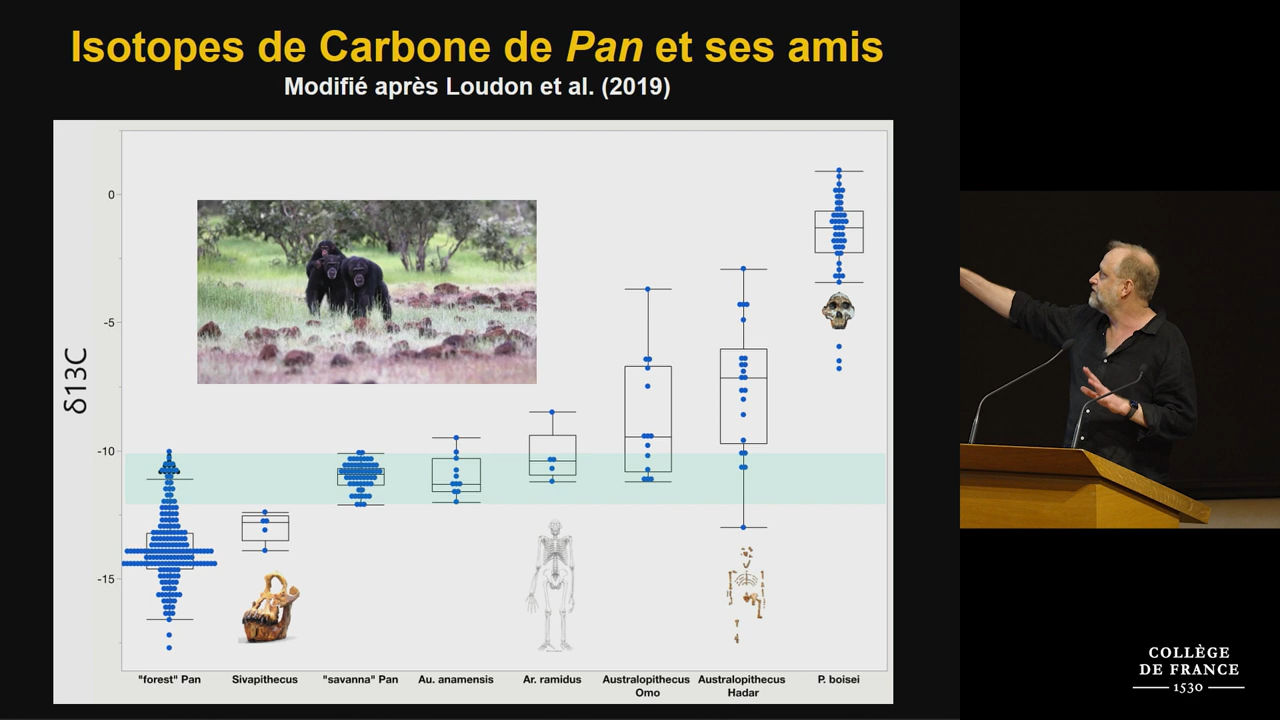 Isotopes de Carbone de Pan et ses amis
Modifié après Loudon et al. (2019)
δ13C
0
-5
-10
-15
"forest" Pan
Sivapithecus
"savanna" Pan
Au. anamensis
Ar. ramidus
Australopithecus
Omo
Australopithecus
Hadar
P. boisei
COLLÈGE
DE FRANCE
1530